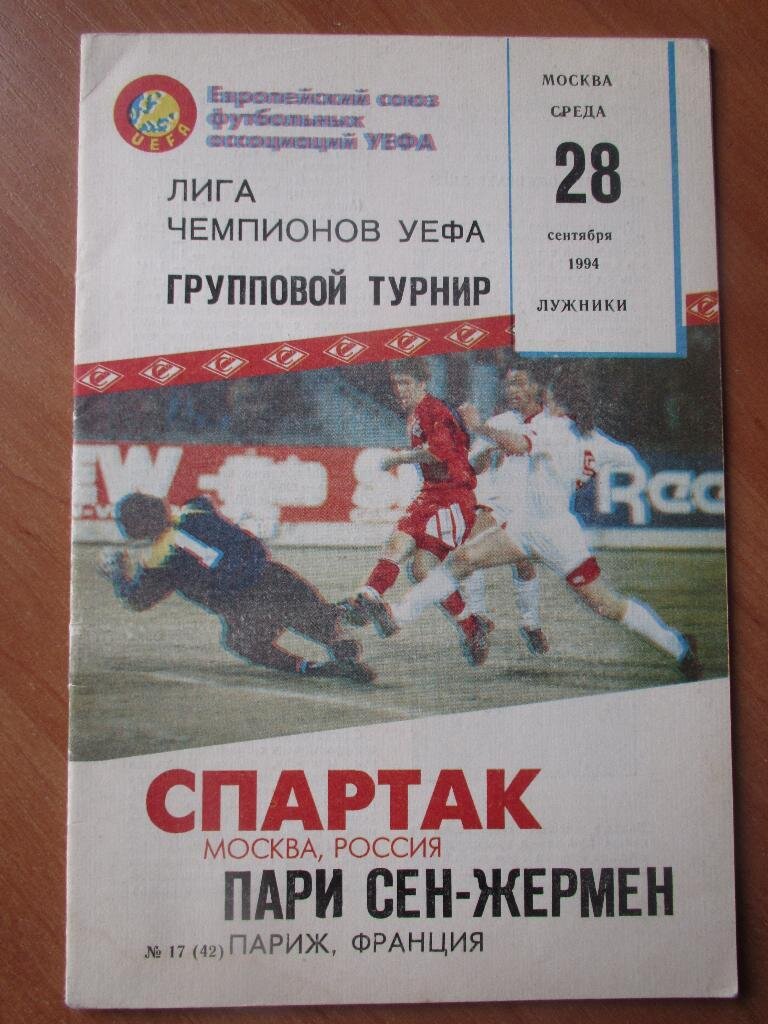 UEFA
Европейский союз
футбольных
ассоциаций УЕФА
ЛИГА
ЧЕМПИОНОВ УЕФА
ГРУППОВОЙ ТУРНИР
МОСКВА
СРЕДА
28
сентября
1994
ЛУЖНИКИ
СПАРТАК
МОСКВА, РОССИЯ
ПАРИ СЕН-ЖЕРМЕН
ПАРИЖ, ФРАНЦИЯ
№ 17 (42)